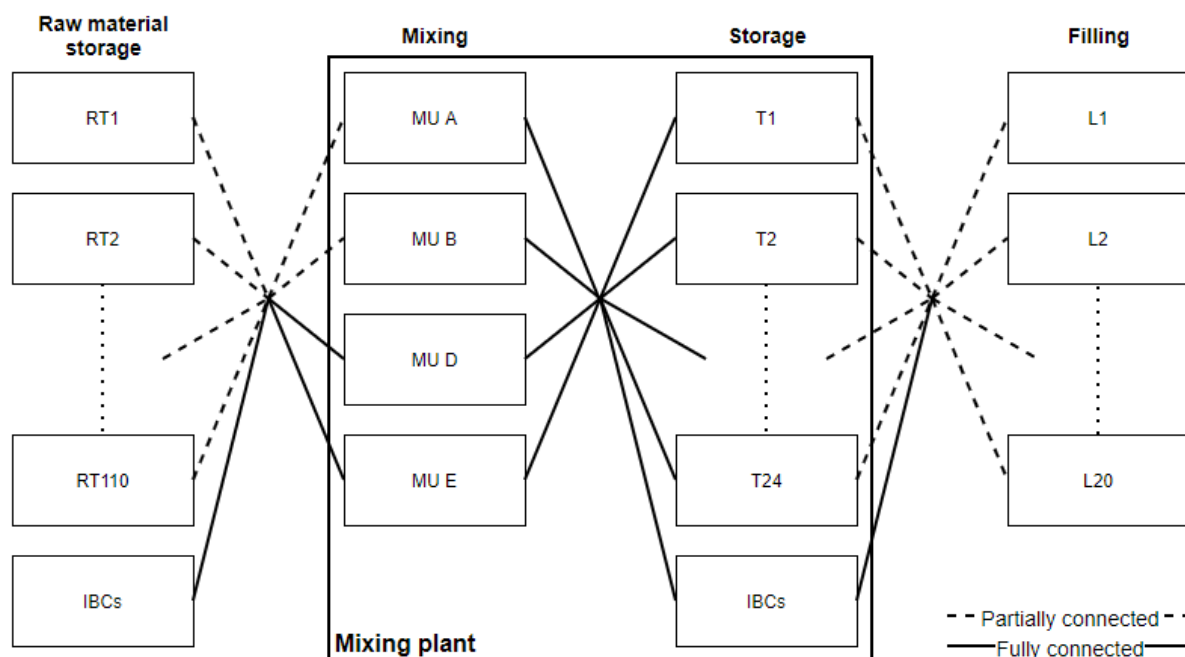 Raw material
storage
Mixing
Storage
Filling
RT1
MU A
T1
L1
RT2
MU B
T2
L2
MU D
RT110
MU E
T24
L20
IBCs
IBCs
Mixing plant
Partially connected
Fully connected